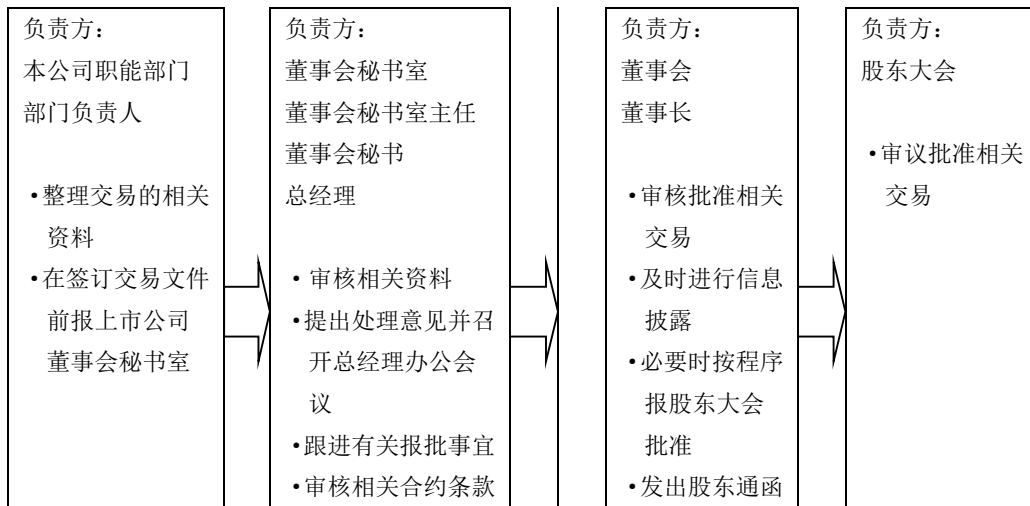 负责方：
本公司职能部门
部门负责人
•整理交易的相关
资料
•在签订交易文件
前报上市公司
董事会秘书室
负责方：
董事会秘书室
董事会秘书室主任
董事会秘书
总经理
• 审核相关资料
•提出处理意见并召
开总经理办公会
议
•跟进有关报批事宜
•审核相关合约条款
负责方：
董事会
董事长
•审核批准相关
交易
•及时进行信息
披露
•必要时按程序
报股东大会
批准
•发出股东通函
负责方：
股东大会
•审议批准相关
交易